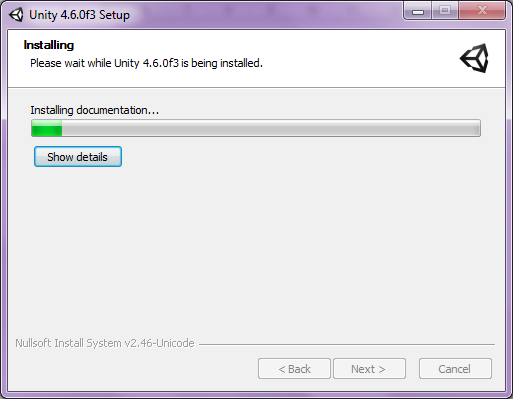 Unity 4.6.0f3 Setup
Installing
Please wait while Unity 4.6.0f3 is being installed.
Installing documentation...
Show details
Nullsoft Install System v2.46-Unicode
< Back
Next >
Cancel